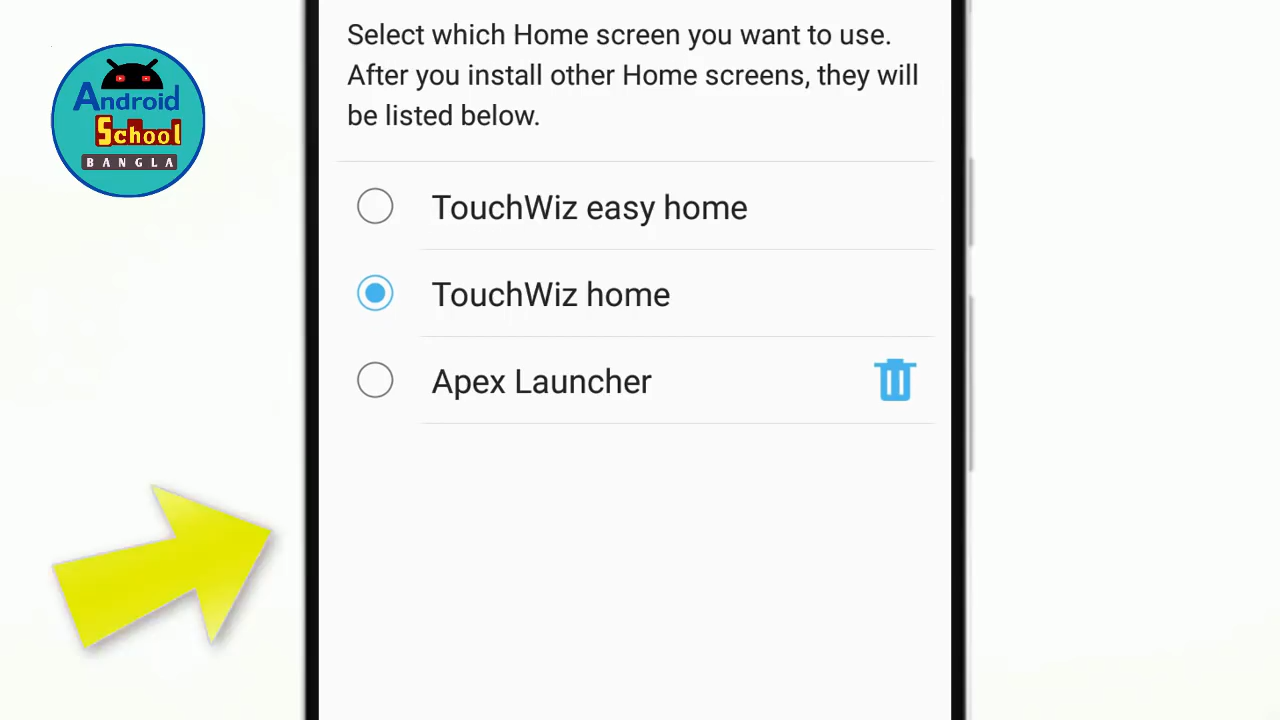 Select which Home screen you want to use.
After you install other Home screens, they will
be listed below.
Android
School
BANGLA
TouchWiz easy home
TouchWiz home
Apex Launcher